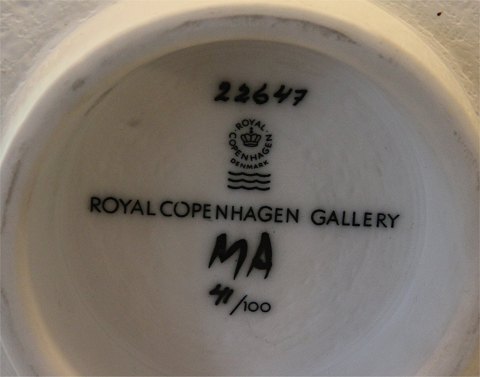 22647
ROYAL
COPENHAGEN
DENMARK
ROYAL COPENHAGEN GALLERY
MA
41/100